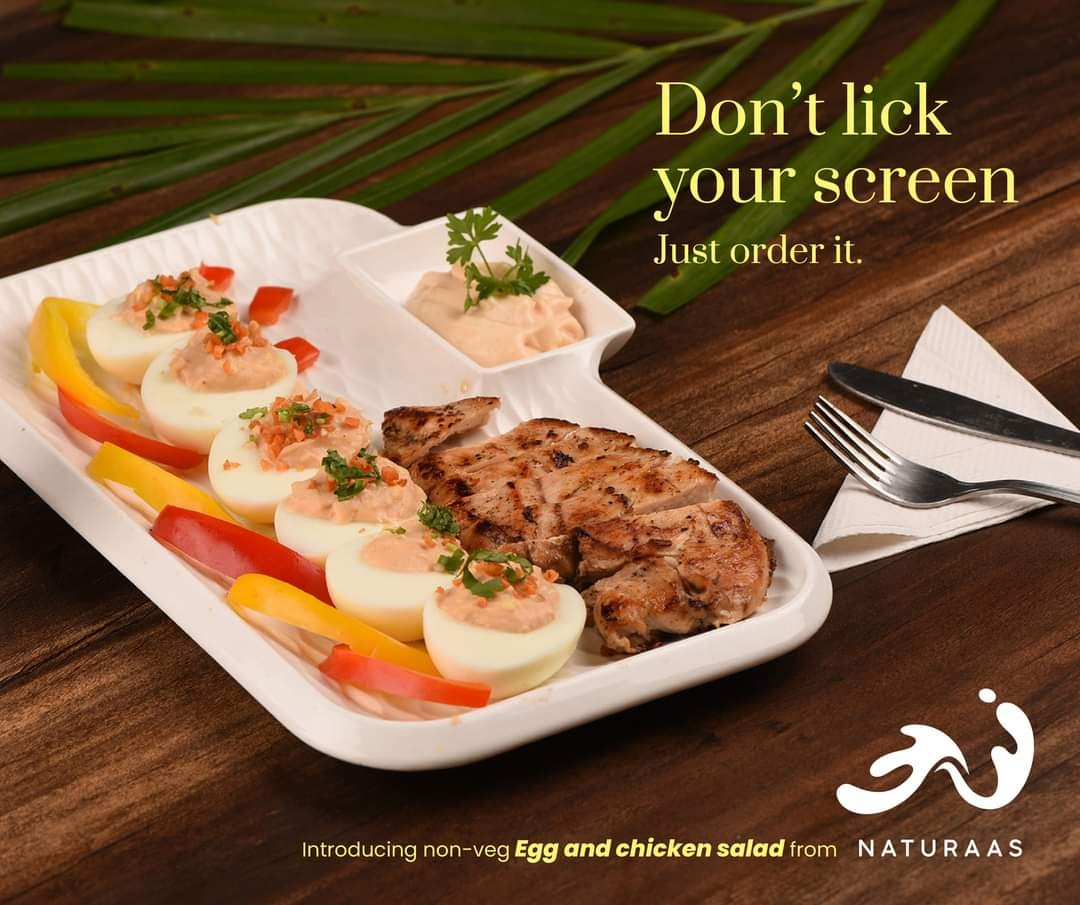 Don't lick
your screen
Just order it.
Introducing non-veg Egg and chicken salad from NATURAAS